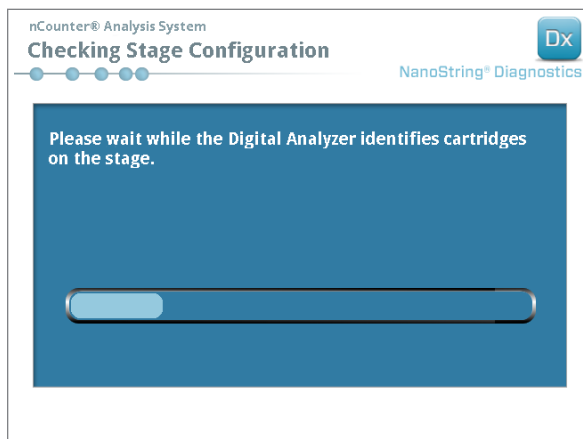 nCounter® Analysis System
Checking Stage Configuration
Dx
NanoString® Diagnostics
Please wait while the Digital Analyzer identifies cartridges
on the stage.